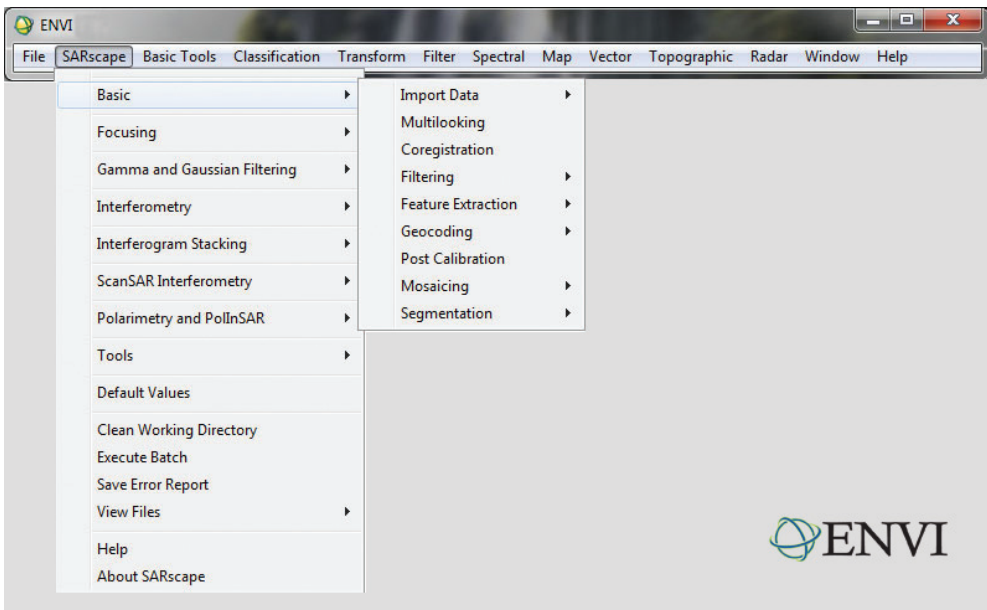 ENVI
File SARscape Basic Tools Classification Transform Filter Spectral Map Vector Topographic Radar Window Help
Basic
Focusing
Gamma and Gaussian Filtering
Interferometry
Interferogram Stacking
ScanSAR Interferometry
Polarimetry and PolInSAR
Tools
Default Values
Clean Working Directory
Execute Batch
Save Error Report
View Files
Help
About SARscape
Import Data
Multilooking
Coregistration
Filtering
Feature Extraction
Geocoding
Post Calibration
Mosaicing
Segmentation
ENVI